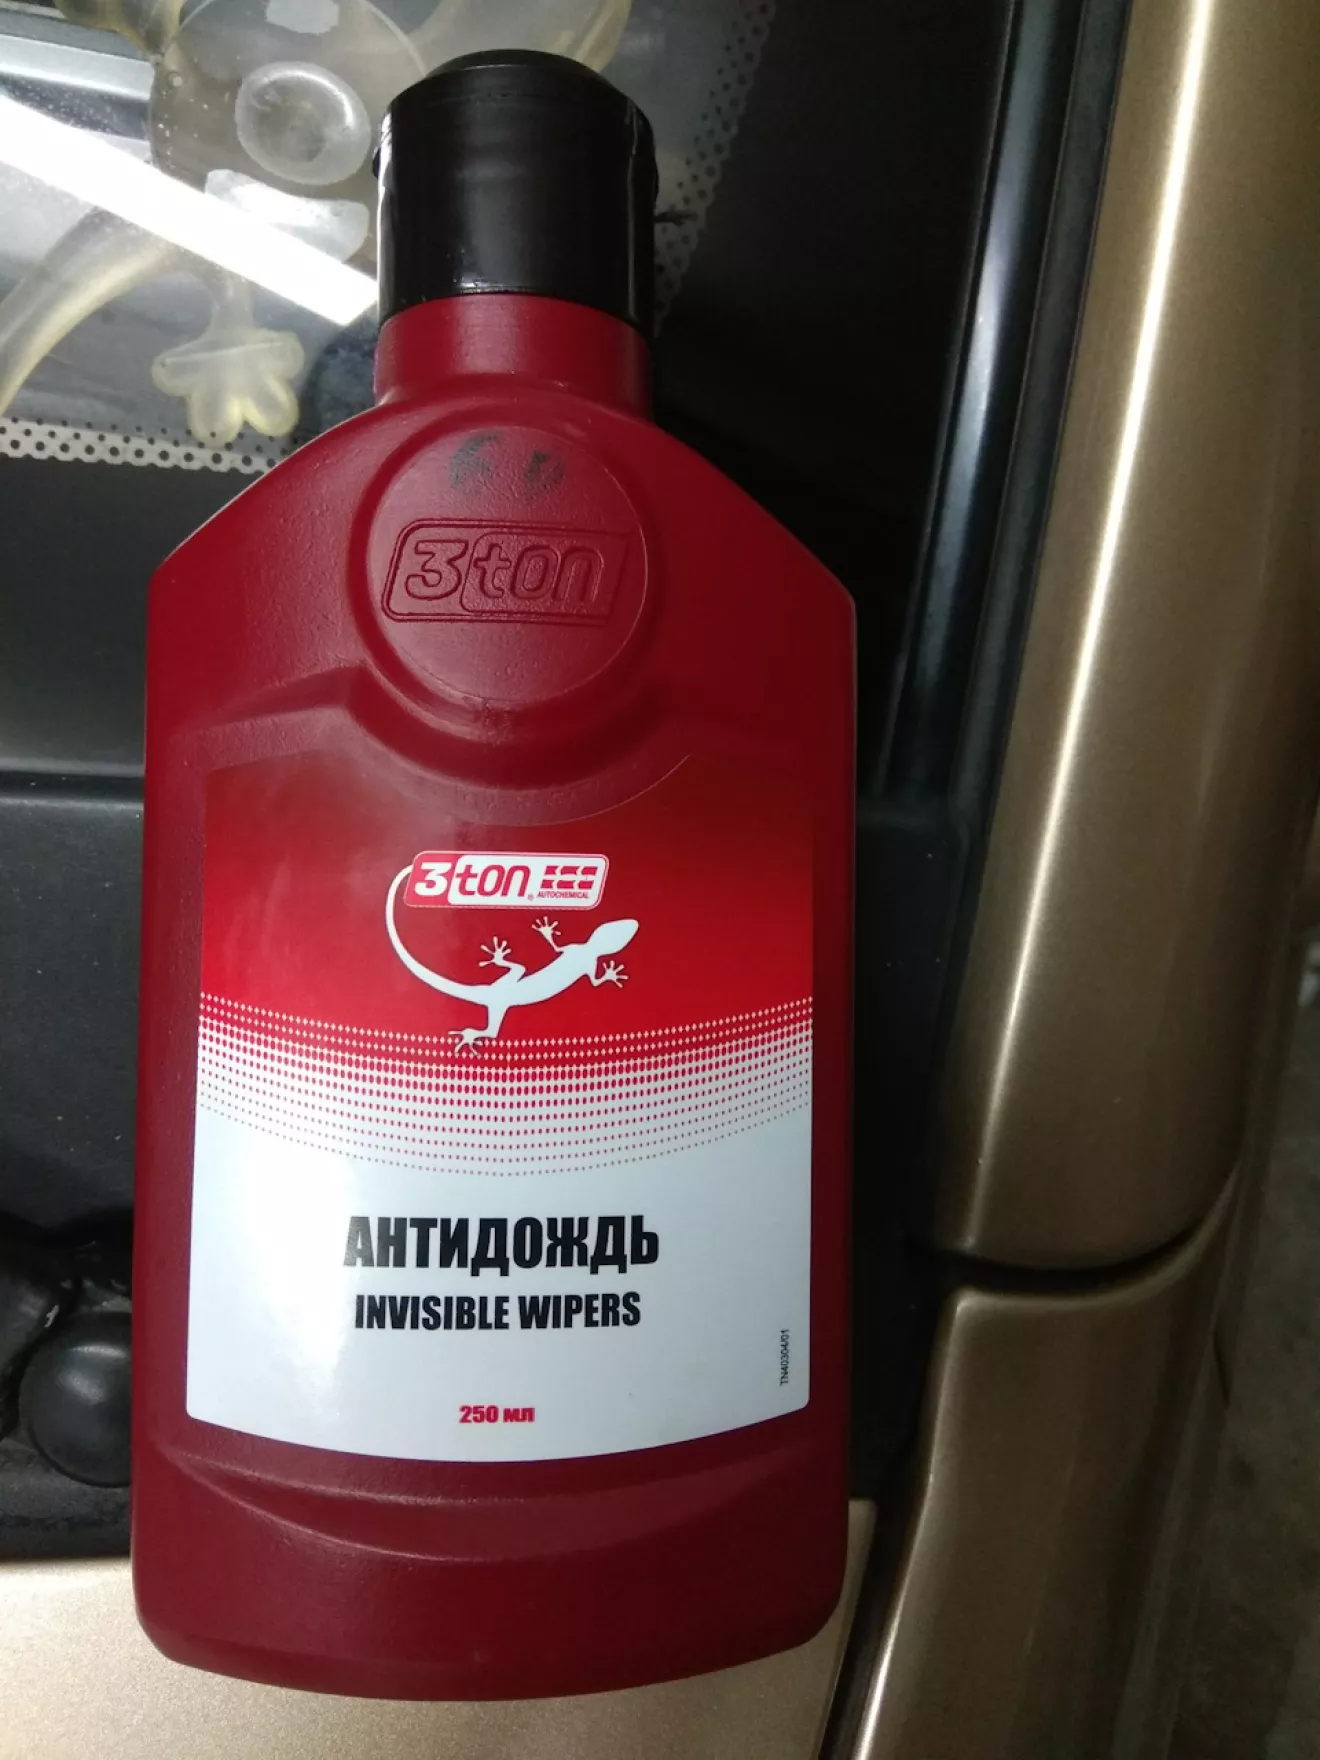 3ton
3ton
AUTOCHEMICAL
АНТИДОЖДЬ
INVISIBLE WIPERS
TN40304/01
250 мл